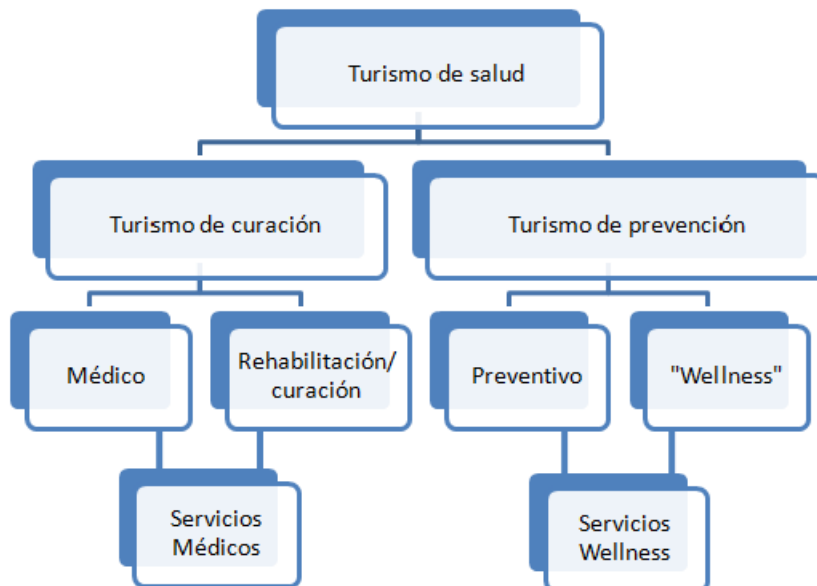 Turismo de salud
Turismo de curación
Turismo de prevención
Médico
Rehabilitación/
curación
Preventivo
"Wellness"
Servicios
Médicos
Servicios
Wellness